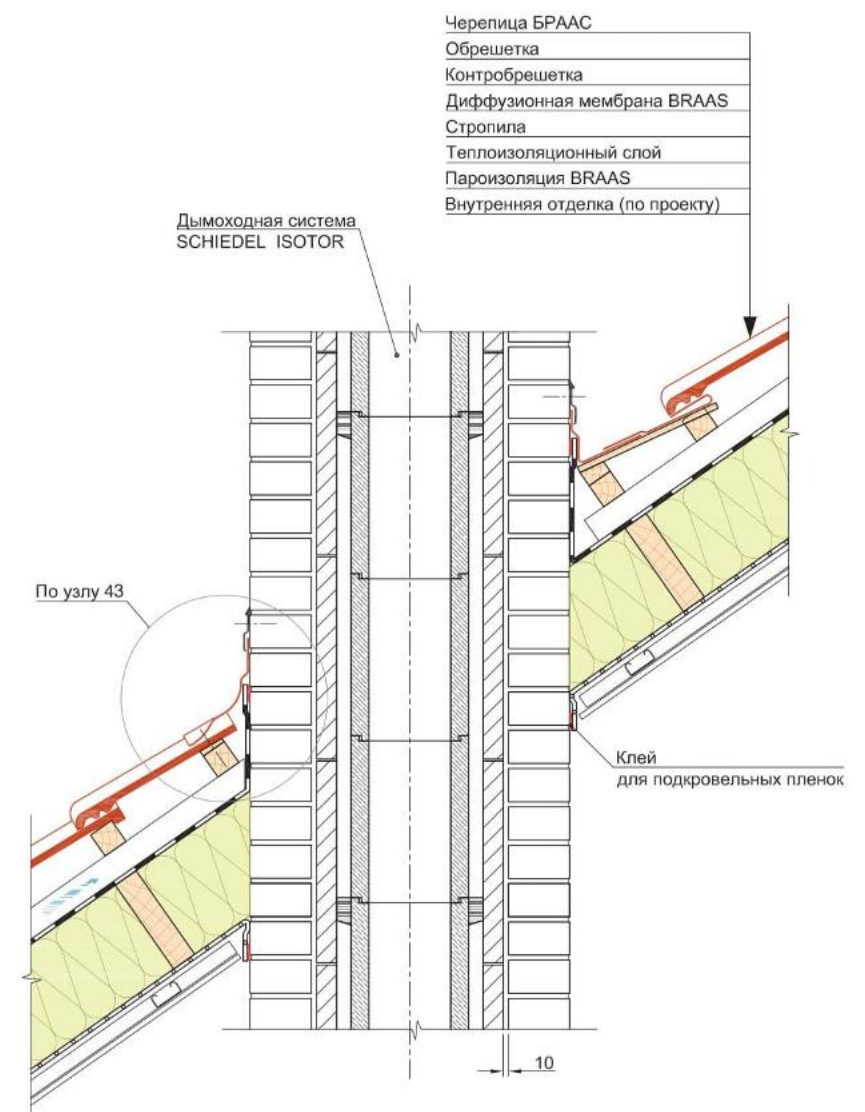 Черепица БРААС
Обрешетка
Контробрешетка
Диффузионная мембрана BRAAS
Стропила
Теплоизоляционный слой
Пароизоляция BRAAS
Внутренняя отделка (по проекту)
Дымоходная система
SCHIEDEL ISOTOR
По узлу 43
Клей
для подкровельных пленок
10